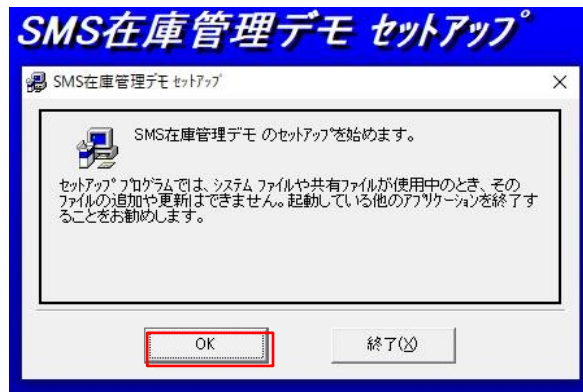 SMS在庫管理デモ セットアップ
SMS在庫管理デモ ｾｯﾄｱｯﾌﾟ
SMS在庫管理デモ のｾｯﾄｱｯﾌﾟを始めます。
ｾｯﾄｱｯﾌﾟ ﾌﾟﾛｸﾞﾗﾑでは、ｼｽﾃﾑ ﾌｧｲﾙや共有ﾌｧｲﾙが使用中のとき、その
ﾌｧｲﾙの追加や更新はできません。起動している他のｱﾌﾟﾘｹｰｼｮﾝを終了す
ることをお勧めします。
OK
終了(X)